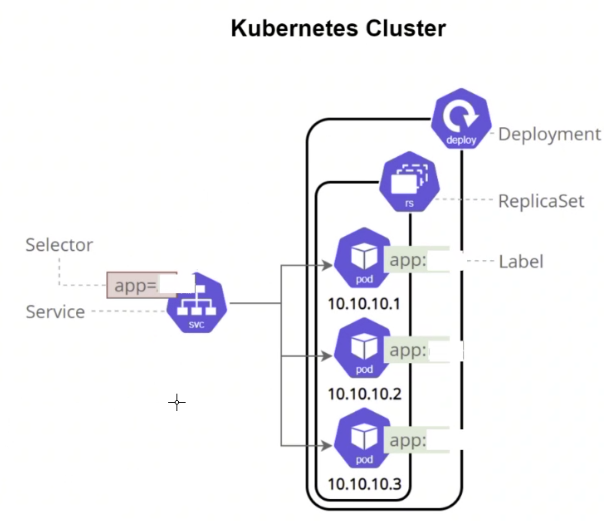 Kubernetes Cluster
deploy
Deployment
rs
ReplicaSet
Selector
app=
Service
svc
pod
app:
Label
10.10.10.1
pod
app:
10.10.10.2
pod
app:
10.10.10.3